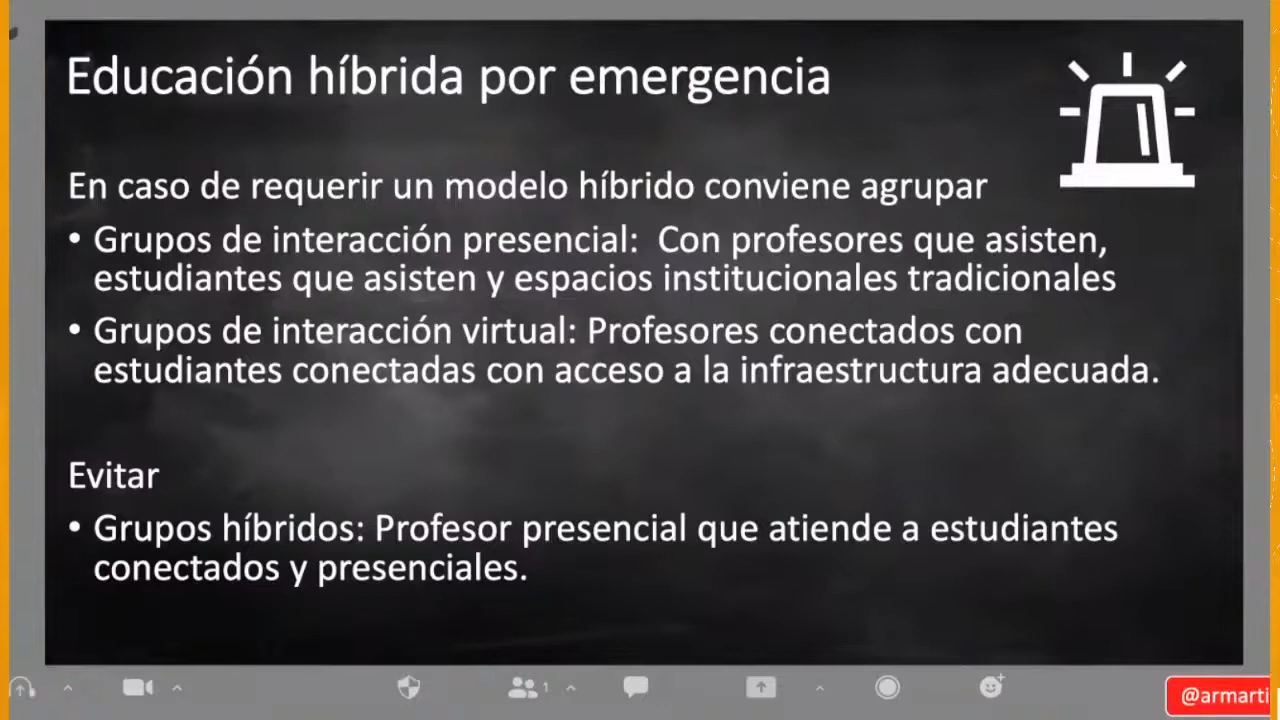 Educación híbrida por emergencia
En caso de requerir un modelo híbrido conviene agrupar
• Grupos de interacción presencial: Con profesores que asisten,
estudiantes que asisten y espacios institucionales tradicionales
• Grupos de interacción virtual: Profesores conectados con
estudiantes conectadas con acceso a la infraestructura adecuada.
Evitar
• Grupos híbridos: Profesor presencial que atiende a estudiantes
conectados y presenciales.
1
@armarti